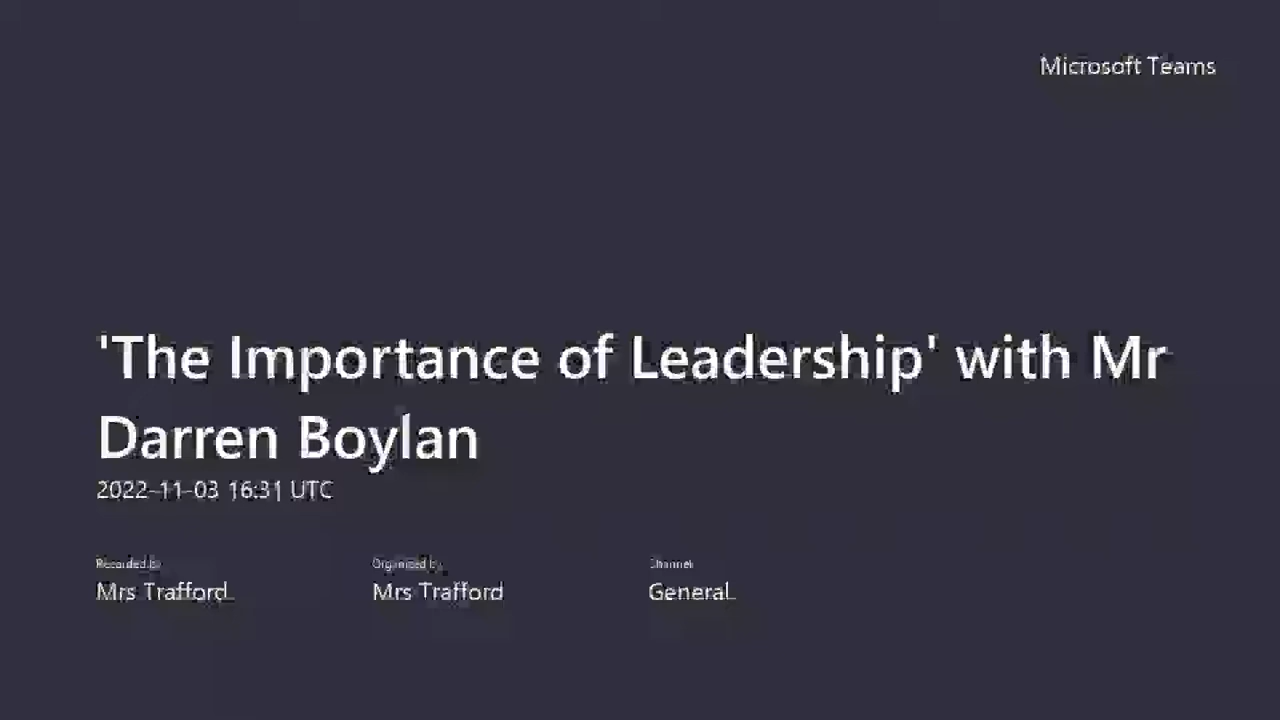 Microsoft Teams
'The Importance of Leadership' with Mr
Darren Boylan
2022-11-03 16:31 UTC
Recorded by
Organized by
Channel
Mrs Trafford
Mrs Trafford
General